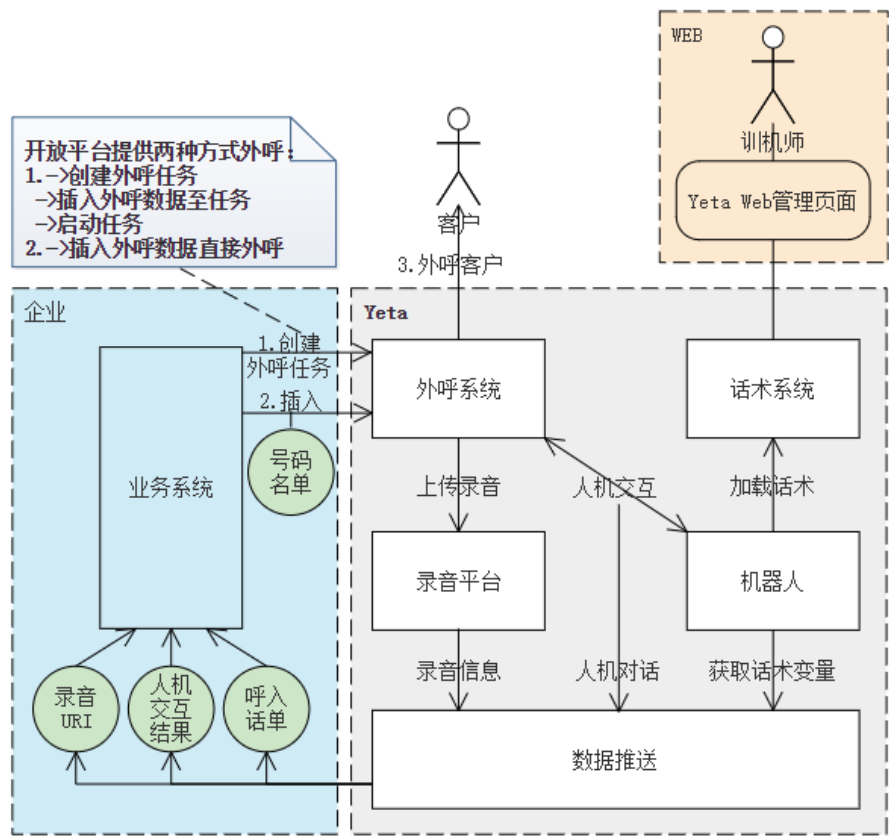 WEB
训机师
Yeta Web管理页面
开放平台提供两种方式外呼：
1.->创建外呼任务
->插入外呼数据至任务
->启动任务
2.->插入外呼数据直接外呼
客户
3.外呼客户
企业
业务系统
1.创建
外呼任务
2.插入
号码
名单
录音
URI
人机
交互
结果
呼入
话单
Yeta
外呼系统
话术系统
上传录音
人机交互
加载话术
录音平台
机器人
录音信息
人机对话
获取话术变量
数据推送